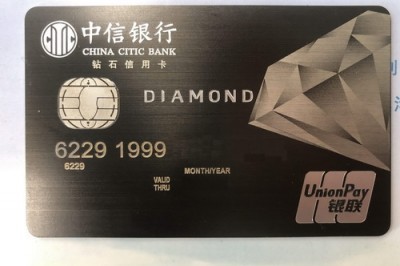 CITIC 中信银行
CHINA CITIC BANK
钻石信用卡
DIAMOND
6229 1999
6229
MONTH/YEAR
VALID
THRU
UnionPay
银联